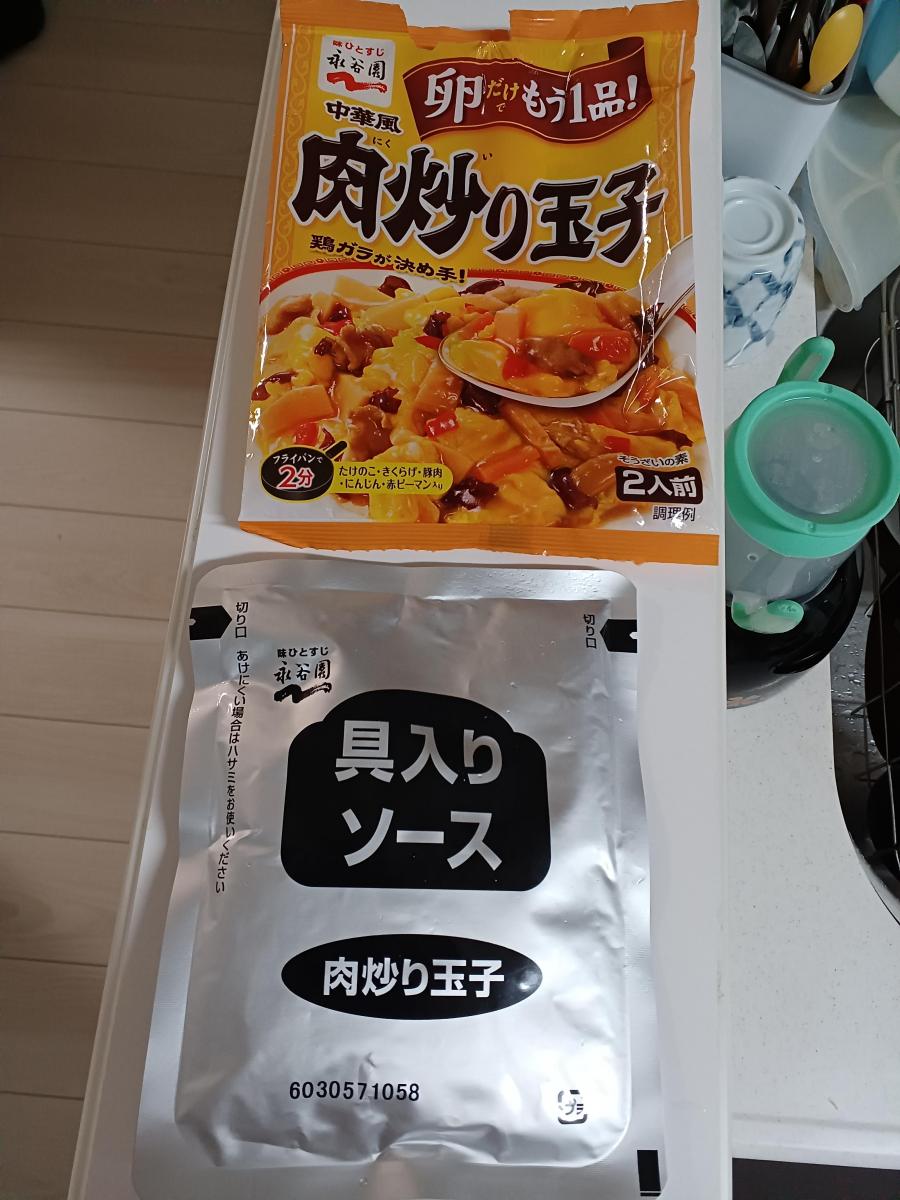 味ひとすじ
永谷園
卵だけでもう1品!
中華風
にく い
肉炒り玉子
鶏ガラが決め手!
フライパンで
2分
たけのこ・きくらげ・豚肉
・にんじん・赤ピーマン入り
そうざいの素
2人前
調理例
切り口
切り口
あけにくい場合はハサミをお使いください
味ひとすじ
永谷園
具入り
ソース
肉炒り玉子
6030571058
プラ